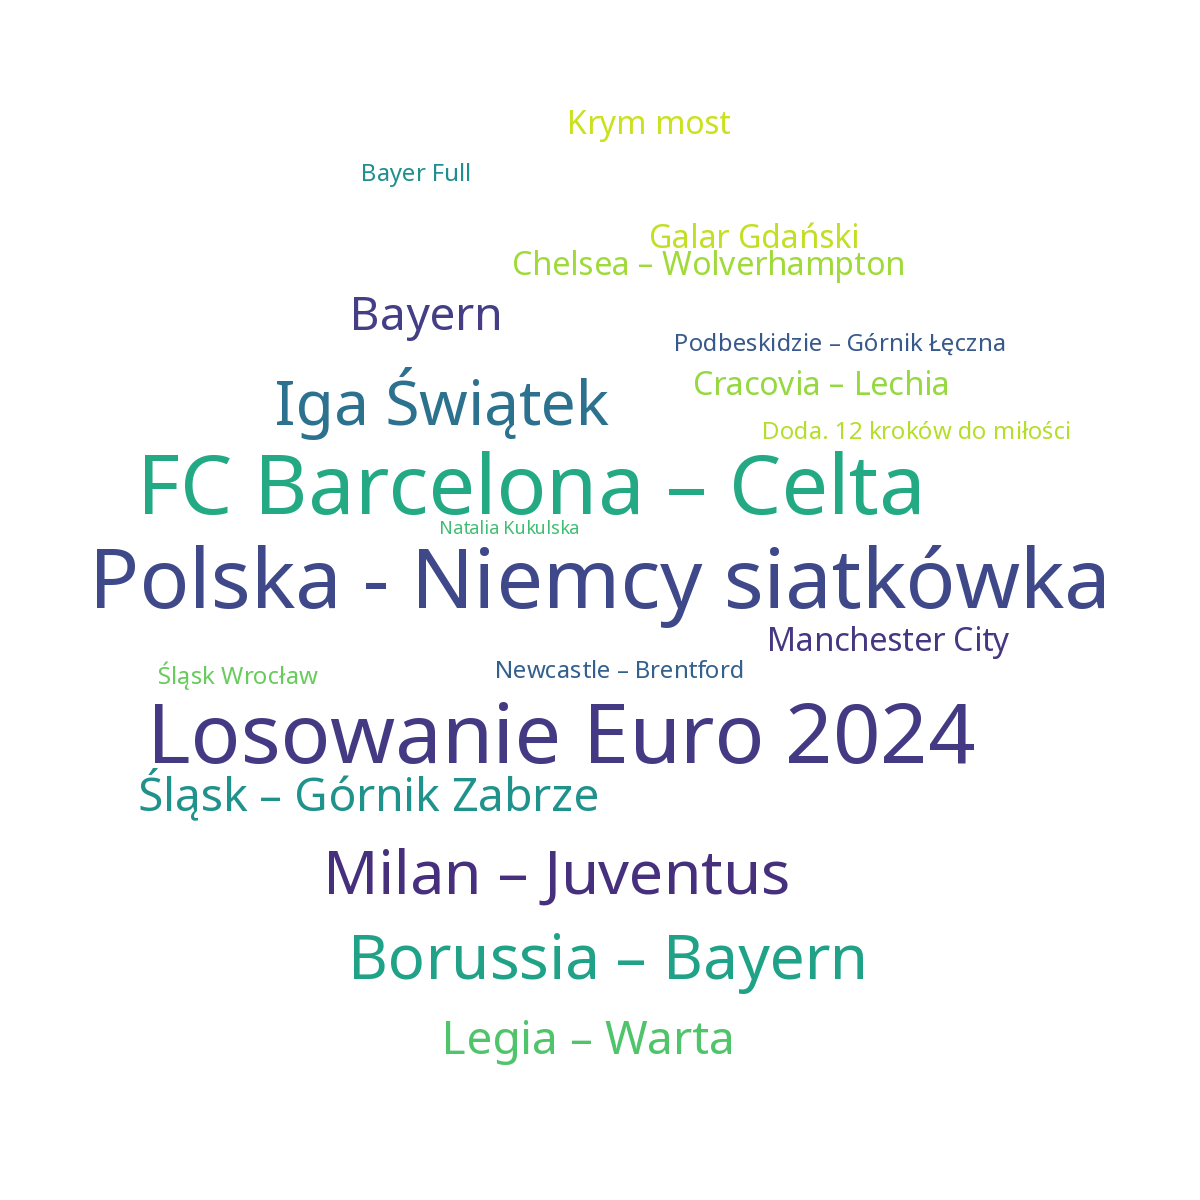 Krym most
Bayer Full
Galar Gdański
Chelsea – Wolverhampton
Bayern
Podbeskidzie – Górnik Łęczna
Cracovia – Lechia
Iga Świątek
Doda. 12 kroków do miłości
FC Barcelona – Celta
Natalia Kukulska
Polska - Niemcy siatkówka
Manchester City
Newcastle – Brentford
Śląsk Wrocław
Losowanie Euro 2024
Śląsk – Górnik Zabrze
Milan – Juventus
Borussia – Bayern
Legia – Warta